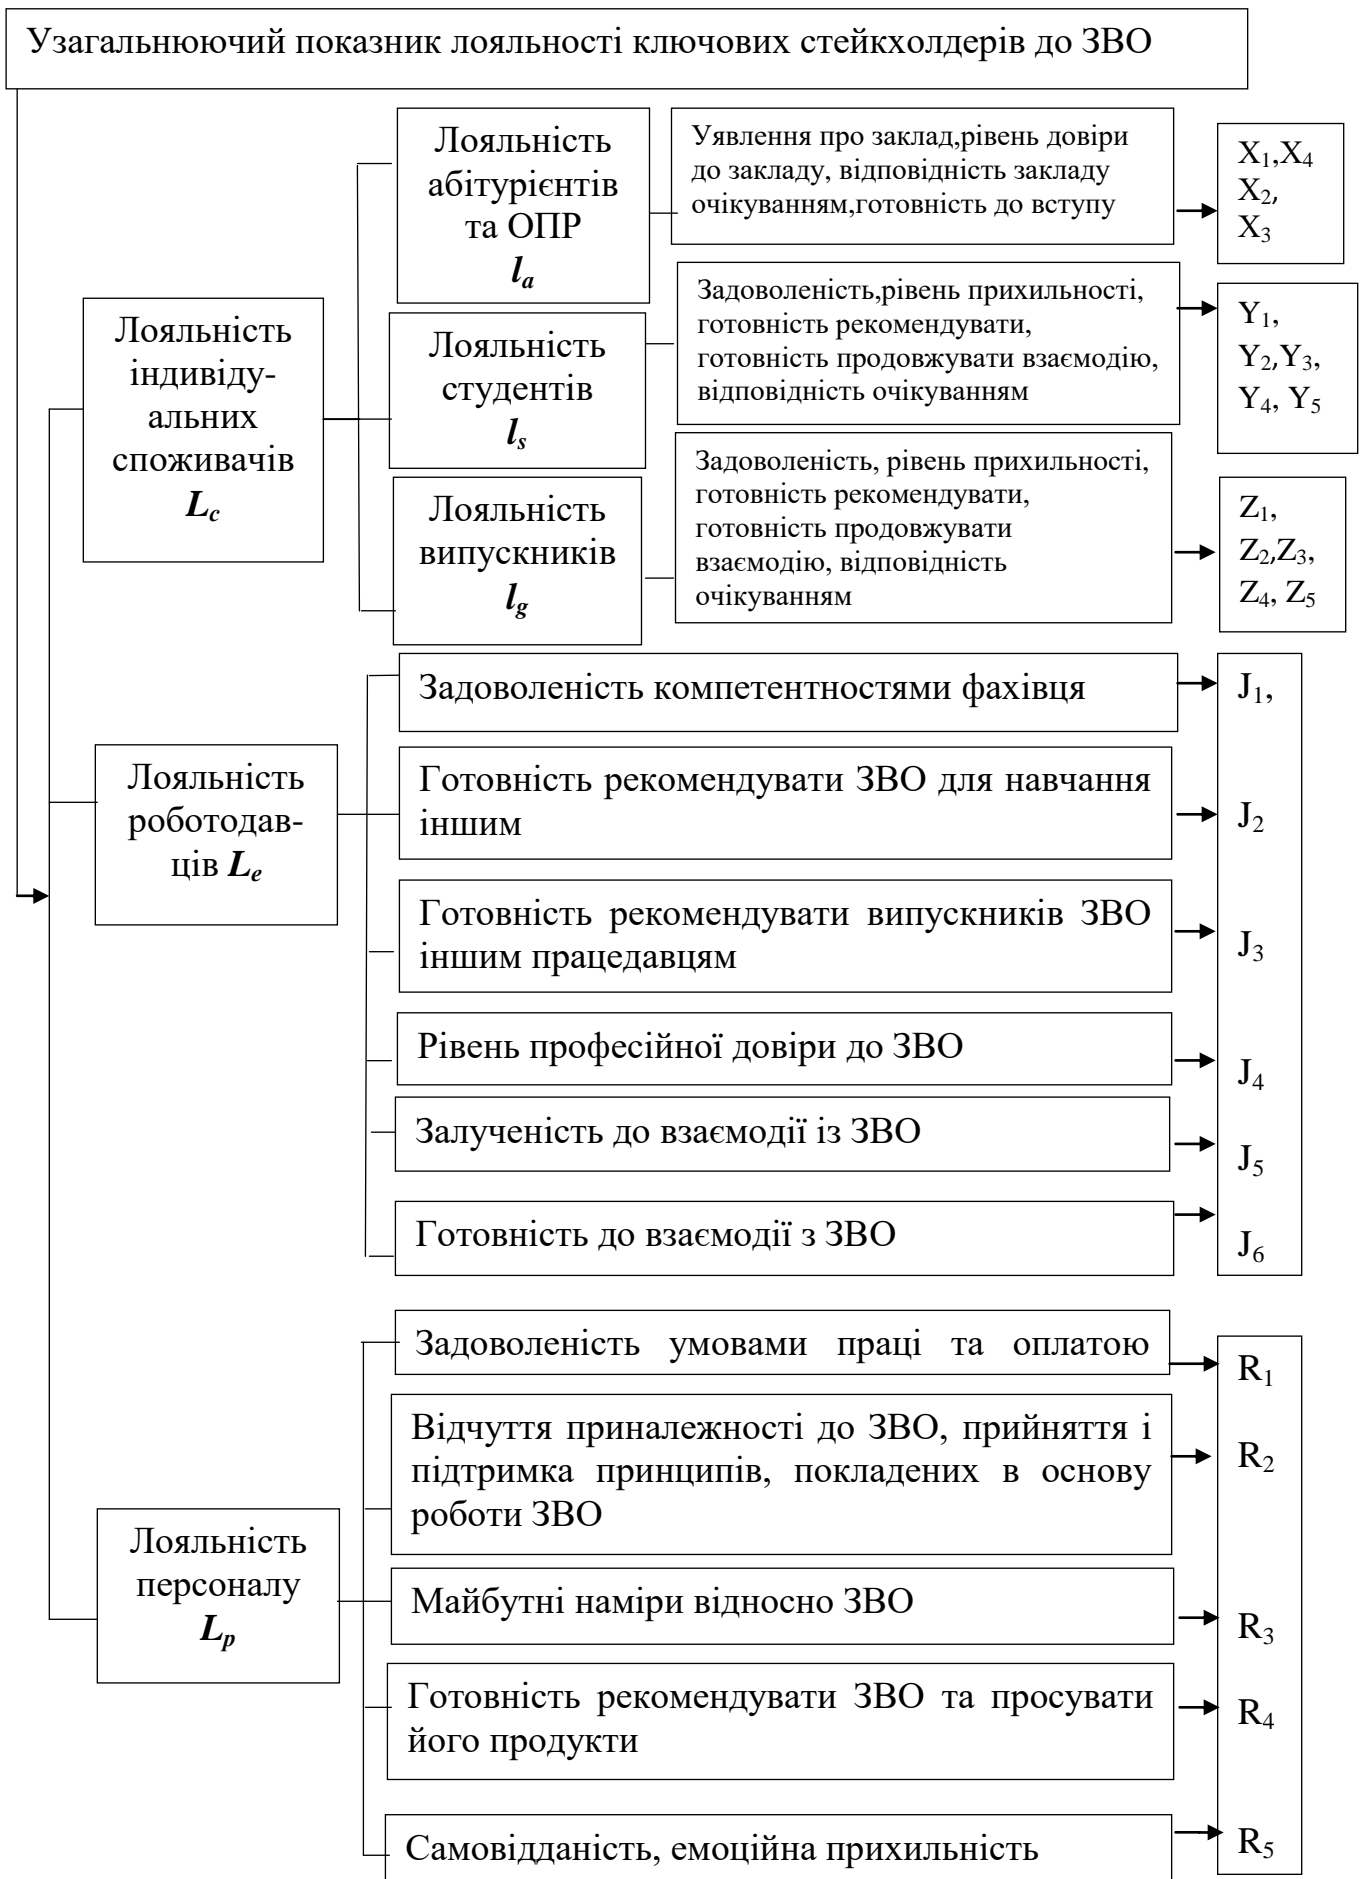 Узагальнюючий показник лояльності ключових стейкхолдерів до ЗВО
Лояльність
абітурієнтів
та ОПР
lₐ
Уявлення про заклад,рівень довіри
до закладу, відповідність закладу
очікуванням,готовність до вступу
X₁,X₄
X₂,
X₃
Лояльність
індивіду-
альних
споживачів
L_c
Лояльність
студентів
lₛ
Задоволеність,рівень прихильності,
готовність рекомендувати,
готовність продовжувати взаємодію,
відповідність очікуванням
Y₁,
Y₂,Y₃,
Y₄, Y₅
Лояльність
випускників
l_g
Задоволеність, рівень прихильності,
готовність рекомендувати,
готовність продовжувати
взаємодію, відповідність
очікуванням
Z₁,
Z₂,Z₃,
Z₄, Z₅
Лояльність
роботодав-
ців Lₑ
Задоволеність компетентностями фахівця
J₁,
Готовність рекомендувати ЗВО для навчання
іншим
J₂
Готовність рекомендувати випускників ЗВО
іншим працедавцям
J₃
Рівень професійної довіри до ЗВО
J₄
Залученість до взаємодії із ЗВО
J₅
Готовність до взаємодії з ЗВО
J₆
Лояльність
персоналу
Lₚ
Задоволеність умовами праці та оплатою
R₁
Відчуття приналежності до ЗВО, прийняття і
підтримка принципів, покладених в основу
роботи ЗВО
R₂
Майбутні наміри відносно ЗВО
R₃
Готовність рекомендувати ЗВО та просувати
його продукти
R₄
Самовідданість, емоційна прихильність
R₅